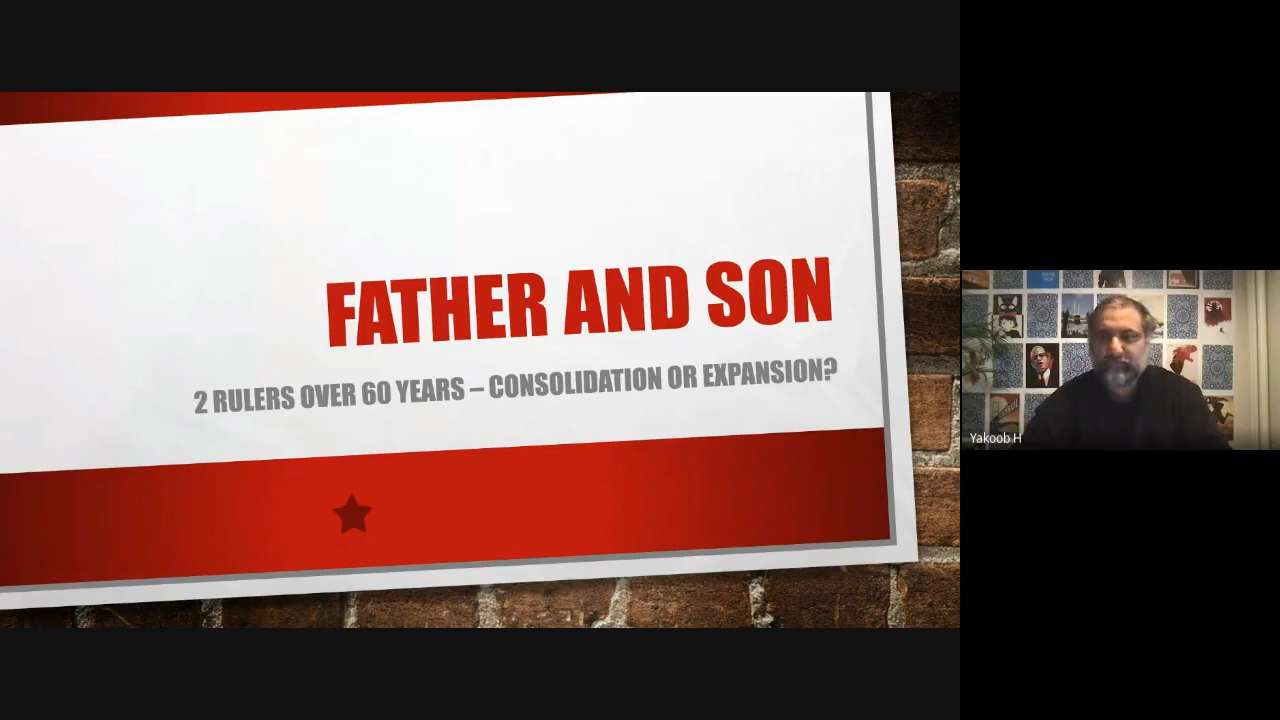 FATHER AND SON
2 RULERS OVER 60 YEARS – CONSOLIDATION OR EXPANSION?
Yakoob H